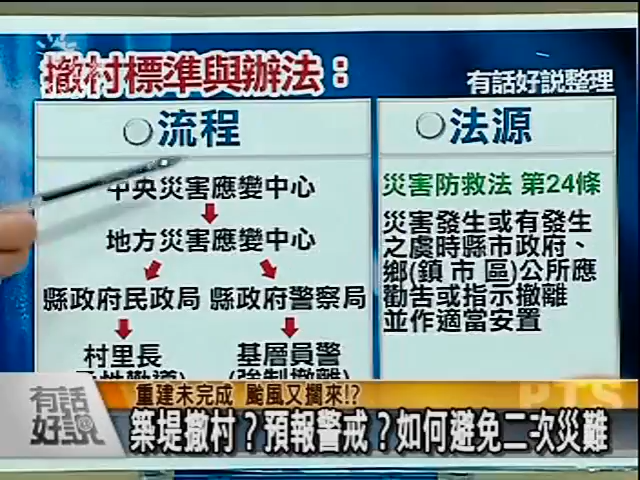 撤村標準與辦法：
有話好說整理
○流程
中央災害應變中心
地方災害應變中心
縣政府民政局 縣政府警察局
村里長
基層員警
(強制撤離)
○法源
災害防救法 第24條
災害發生或有發生
之虞時縣市政府、
鄉(鎮市區)公所應
勸告或指示撤離
並作適當安置
重建未完成 颱風又攔來!?
PTS
有話好說
築堤撤村？預報警戒？如何避免二次災難